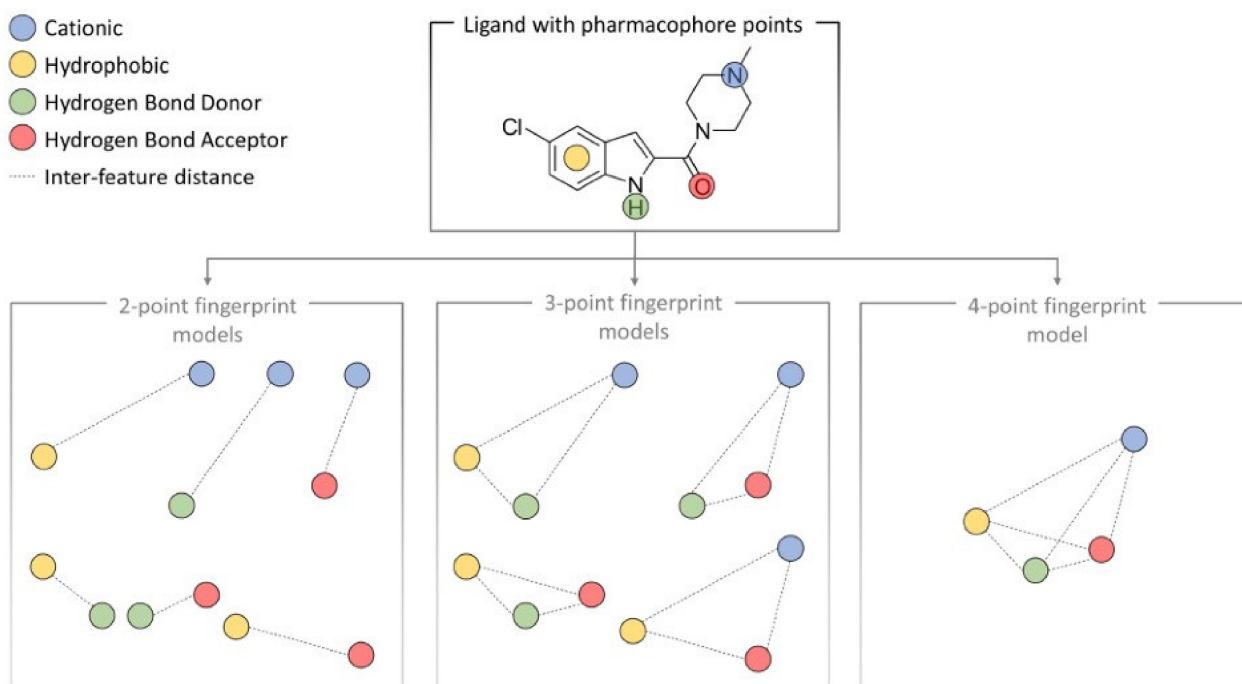 Cationic
Hydrophobic
Hydrogen Bond Donor
Hydrogen Bond Acceptor
Inter-feature distance
Ligand with pharmacophore points
N
Cl
N
N
H
O
2-point fingerprint
models
3-point fingerprint
models
4-point fingerprint
model